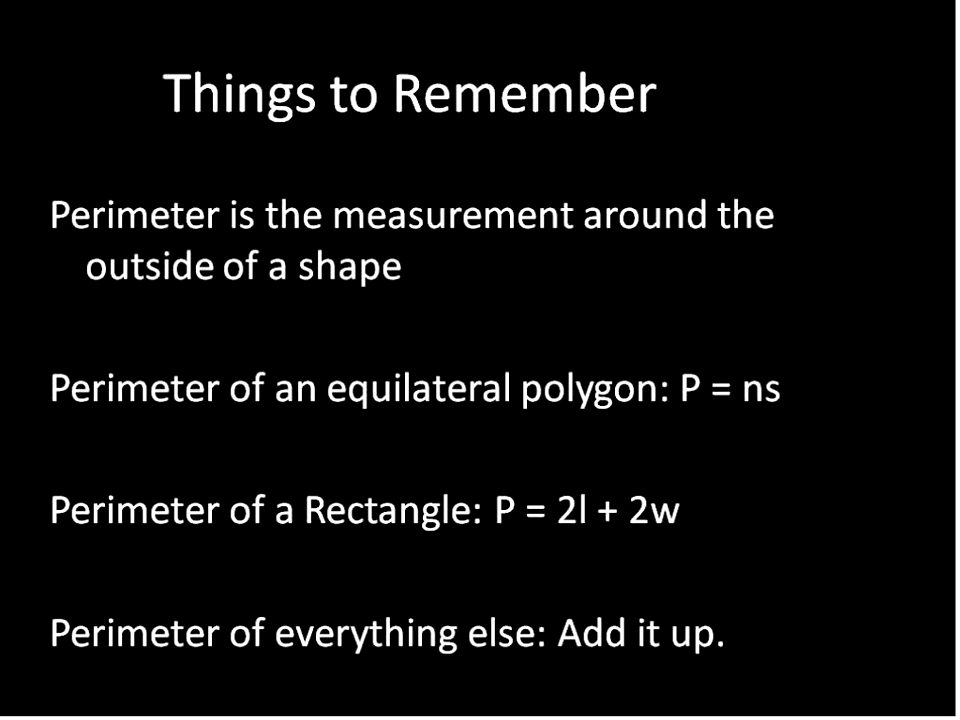 Things to Remember
Perimeter is the measurement around the
outside of a shape
Perimeter of an equilateral polygon: P = ns
Perimeter of a Rectangle: P = 2l + 2w
Perimeter of everything else: Add it up.